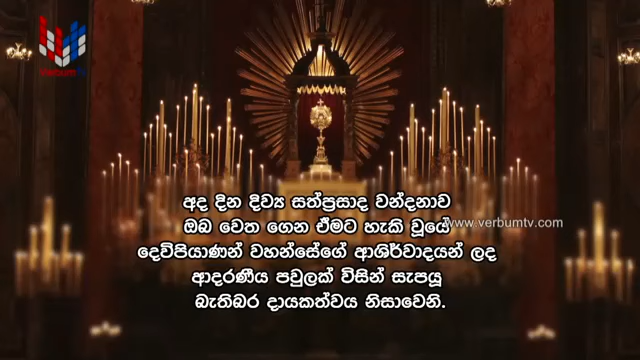 VerbumTV
අද දින දිව්‍ය සත්ප්‍රසාද වන්දනාව
ඔබ වෙත ගෙන ඒමට හැකි වූයේ
www.verbumtv.com
දෙවිපියාණන් වහන්සේගේ ආශිර්වාදයන් ලද
ආදරණීය පවුලක් විසින් සැපයූ
බැතිබර දායකත්වය නිසාවෙනි.